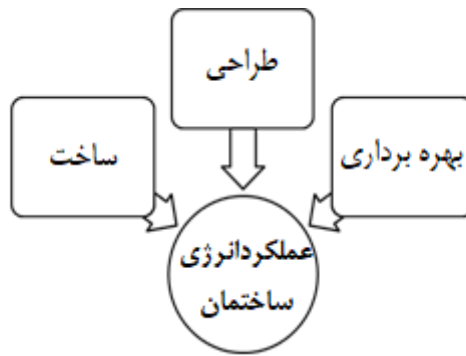 طراحی
بهره برداری
ساخت
عملکردانرژی
ساختمان